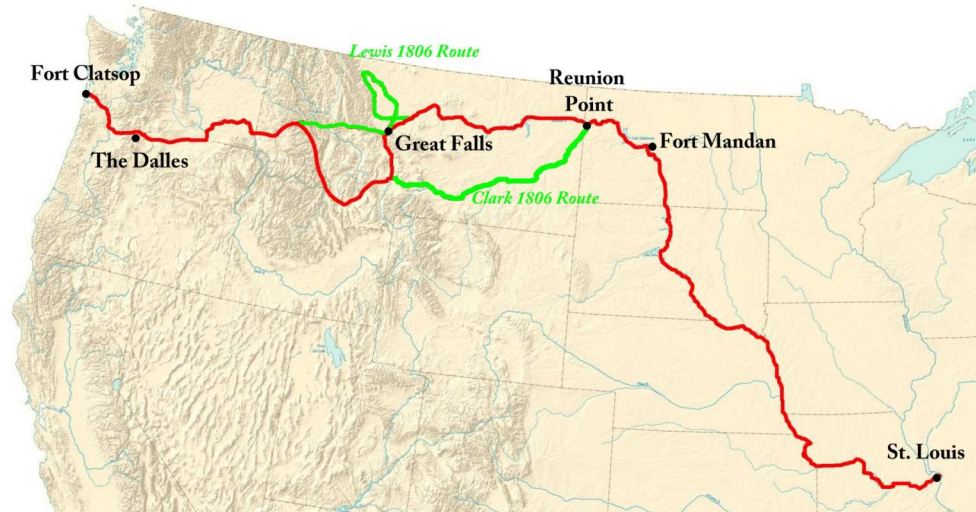 Lewis 1806 Route
Fort Clatsop
Reunion
Point
The Dalles
Great Falls
Fort Mandan
Clark 1806 Route
St. Louis